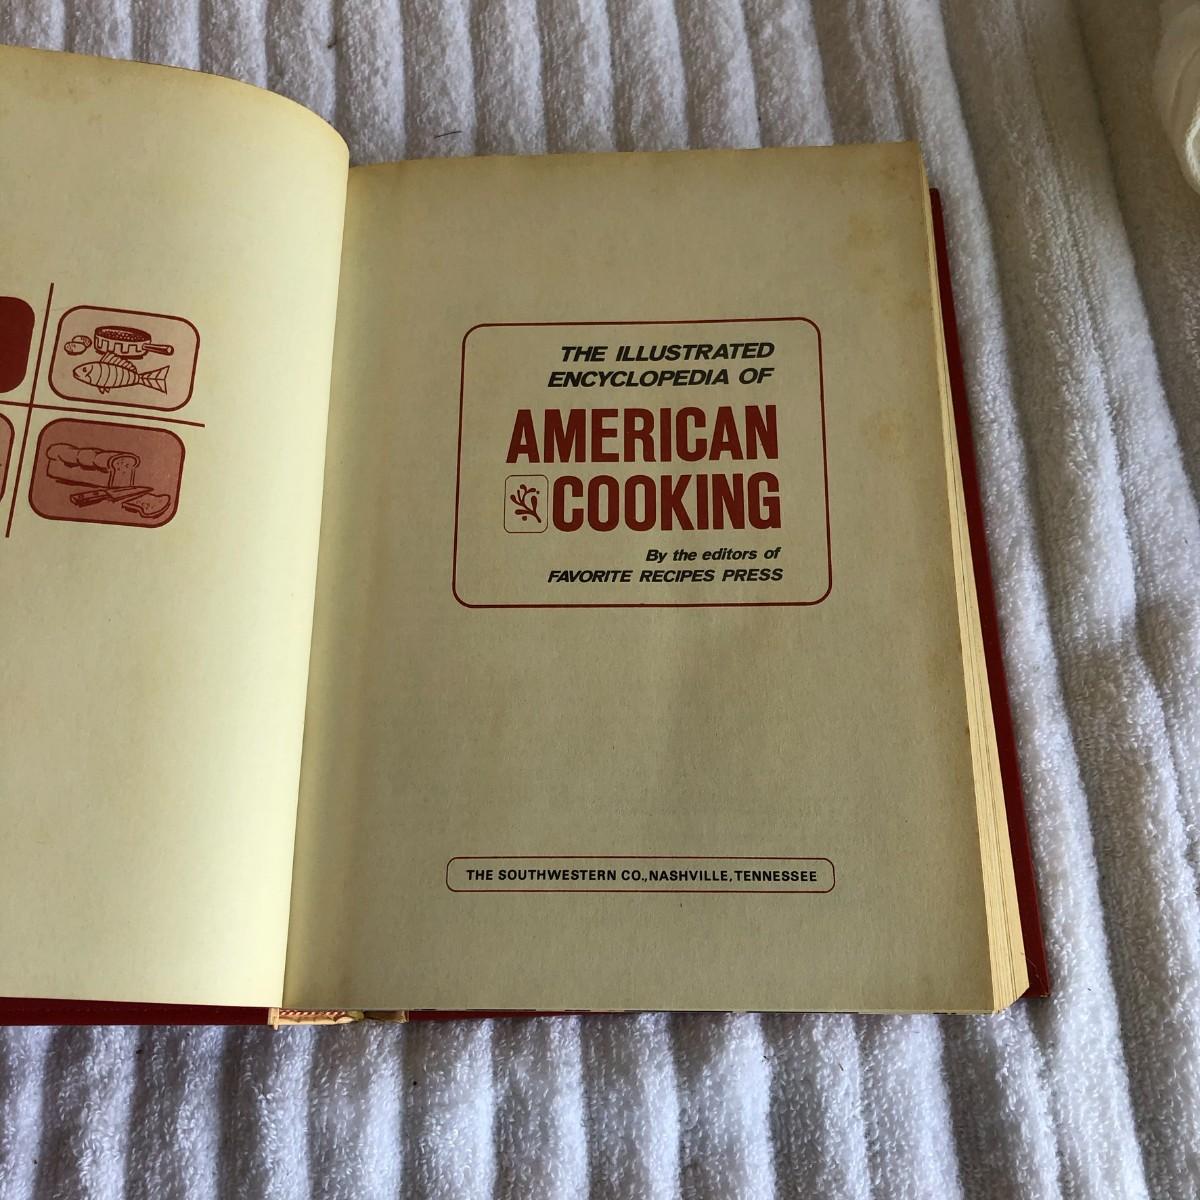 THE ILLUSTRATED
ENCYCLOPEDIA OF
AMERICAN
COOKING
By the editors of
FAVORITE RECIPES PRESS
THE SOUTHWESTERN CO., NASHVILLE, TENNESSEE